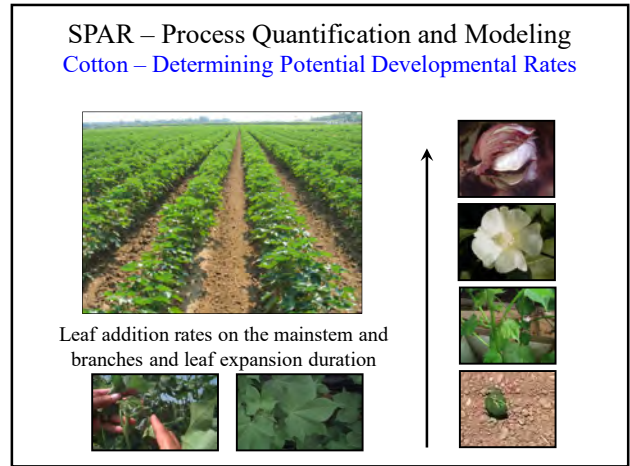 SPAR – Process Quantification and Modeling
Cotton – Determining Potential Developmental Rates
Leaf addition rates on the mainstem and
branches and leaf expansion duration